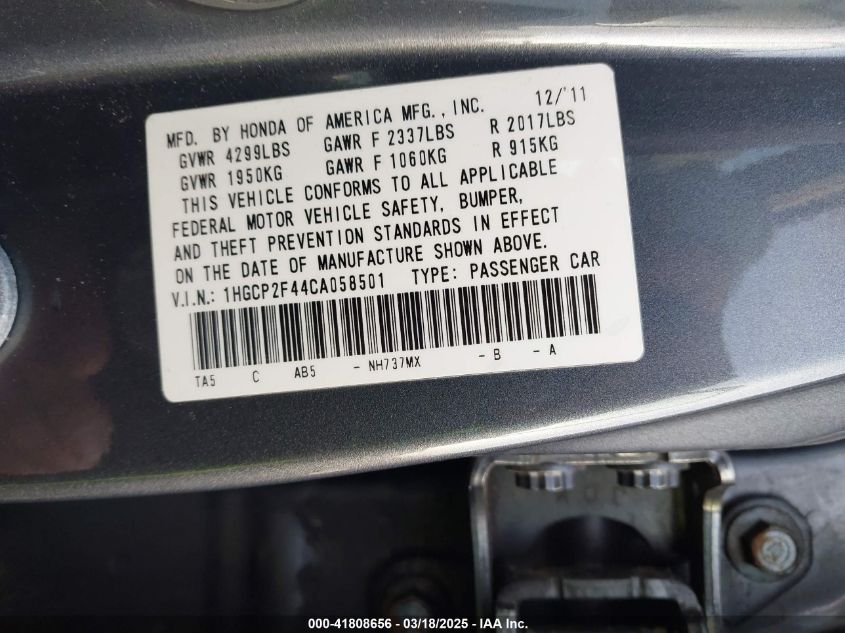 MFD. BY HONDA OF AMERICA MFG., INC. 12/'11
GVWR 4299LBS GAWR F 2337LBS R 2017LBS
GVWR 1950KG GAWR F 1060KG R 915KG
THIS VEHICLE CONFORMS TO ALL APPLICABLE
FEDERAL MOTOR VEHICLE SAFETY, BUMPER,
AND THEFT PREVENTION STANDARDS IN EFFECT
ON THE DATE OF MANUFACTURE SHOWN ABOVE.
V.I.N.: 1HGCP2F44CA058501 TYPE: PASSENGER CAR
TA5 C AB5 - NH737MX - B - A
000-41808656 - 03/18/2025 - IAA Inc.